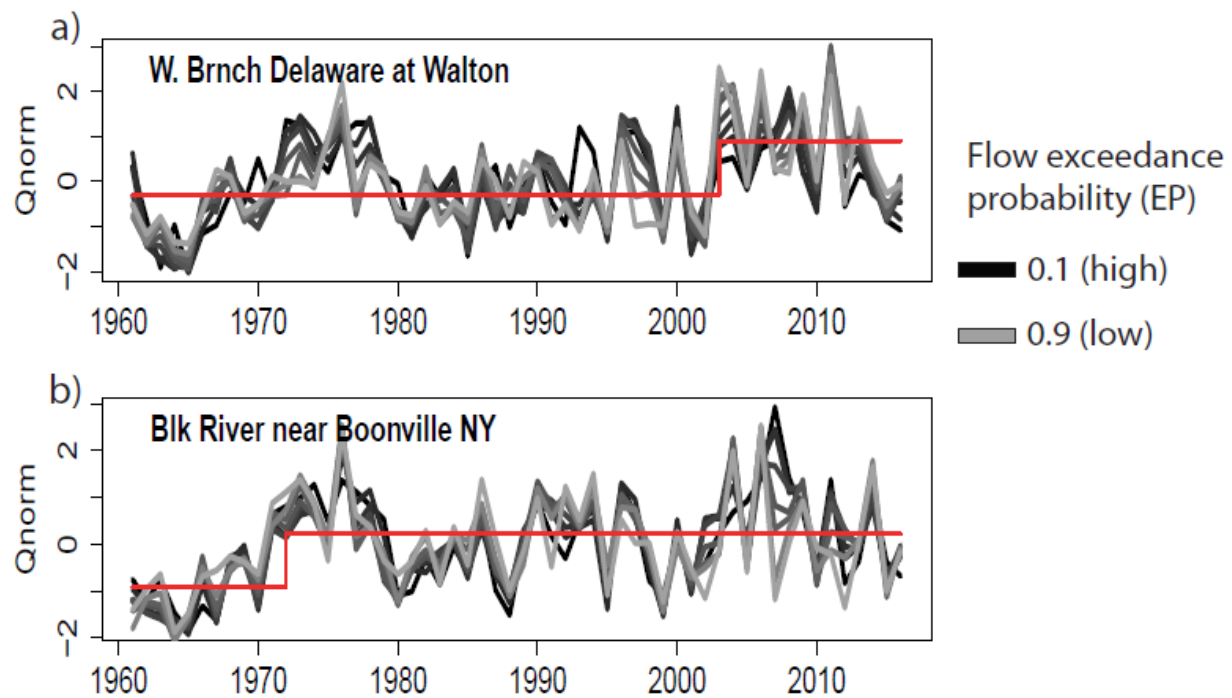 a)
W. Brnch Delaware at Walton
Qnorm
2
0
−2
1960 1970 1980 1990 2000 2010
Flow exceedance
probability (EP)
0.1 (high)
0.9 (low)
b)
Blk River near Boonville NY
Qnorm
2
0
−2
1960 1970 1980 1990 2000 2010